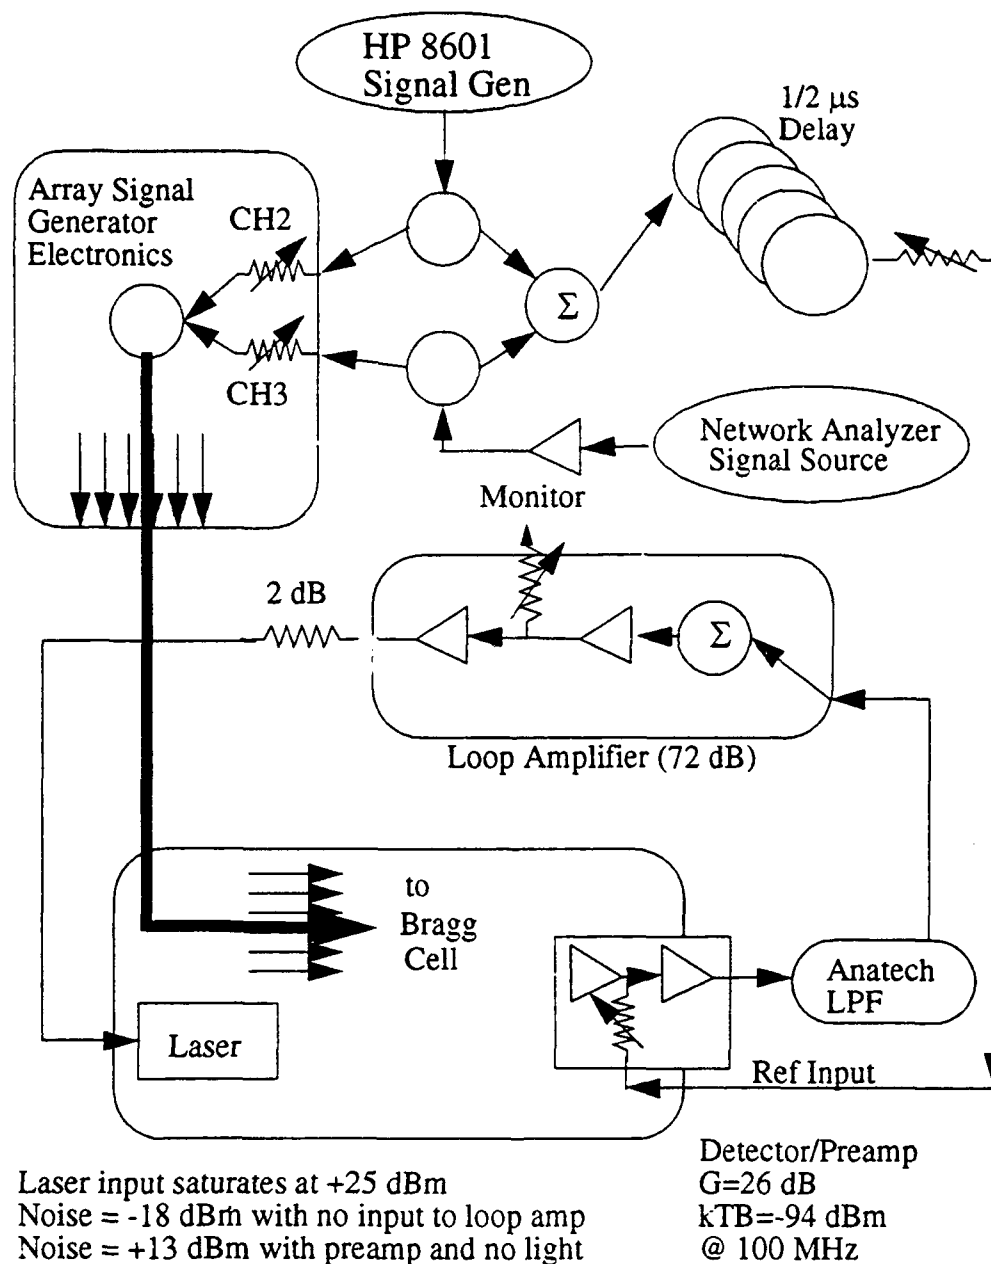 HP 8601
Signal Gen
1/2 μs
Delay
Array Signal
Generator
Electronics
CH2
CH3
Σ
Network Analyzer
Signal Source
Monitor
2 dB
Σ
Loop Amplifier (72 dB)
to
Bragg
Cell
Laser
Anatech
LPF
Ref Input
Laser input saturates at +25 dBm
Noise = -18 dBm with no input to loop amp
Noise = +13 dBm with preamp and no light
Detector/Preamp
G=26 dB
kTB=-94 dBm
@ 100 MHz